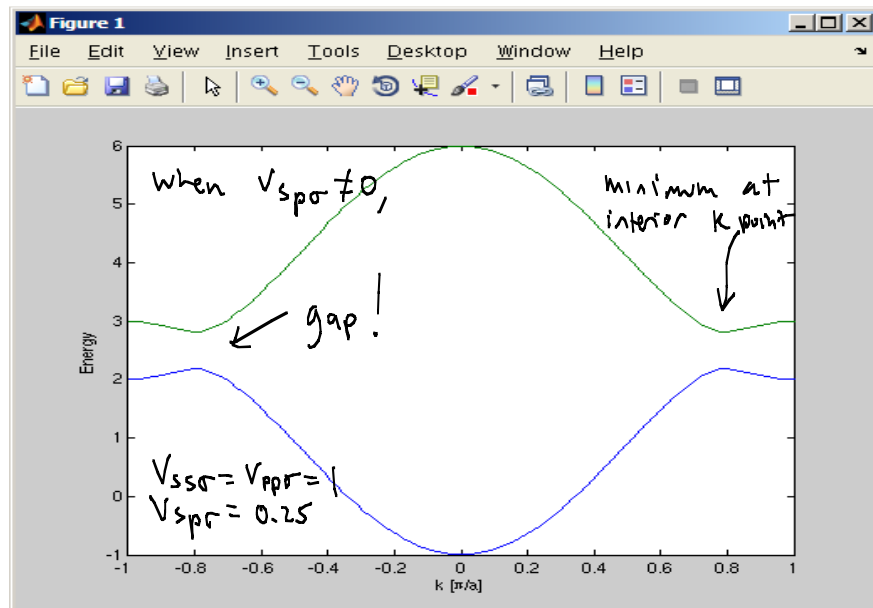 Figure 1
File Edit View Insert Tools Desktop Window Help
6
5
4
3
2
1
0
-1
Energy
when Vspσ ≠ 0,
minimum at
interior k point
gap!
Vssσ = Vppσ = 1
Vspσ = 0.25
-1 -0.8 -0.6 -0.4 -0.2 0 0.2 0.4 0.6 0.8 1
k [π/a]